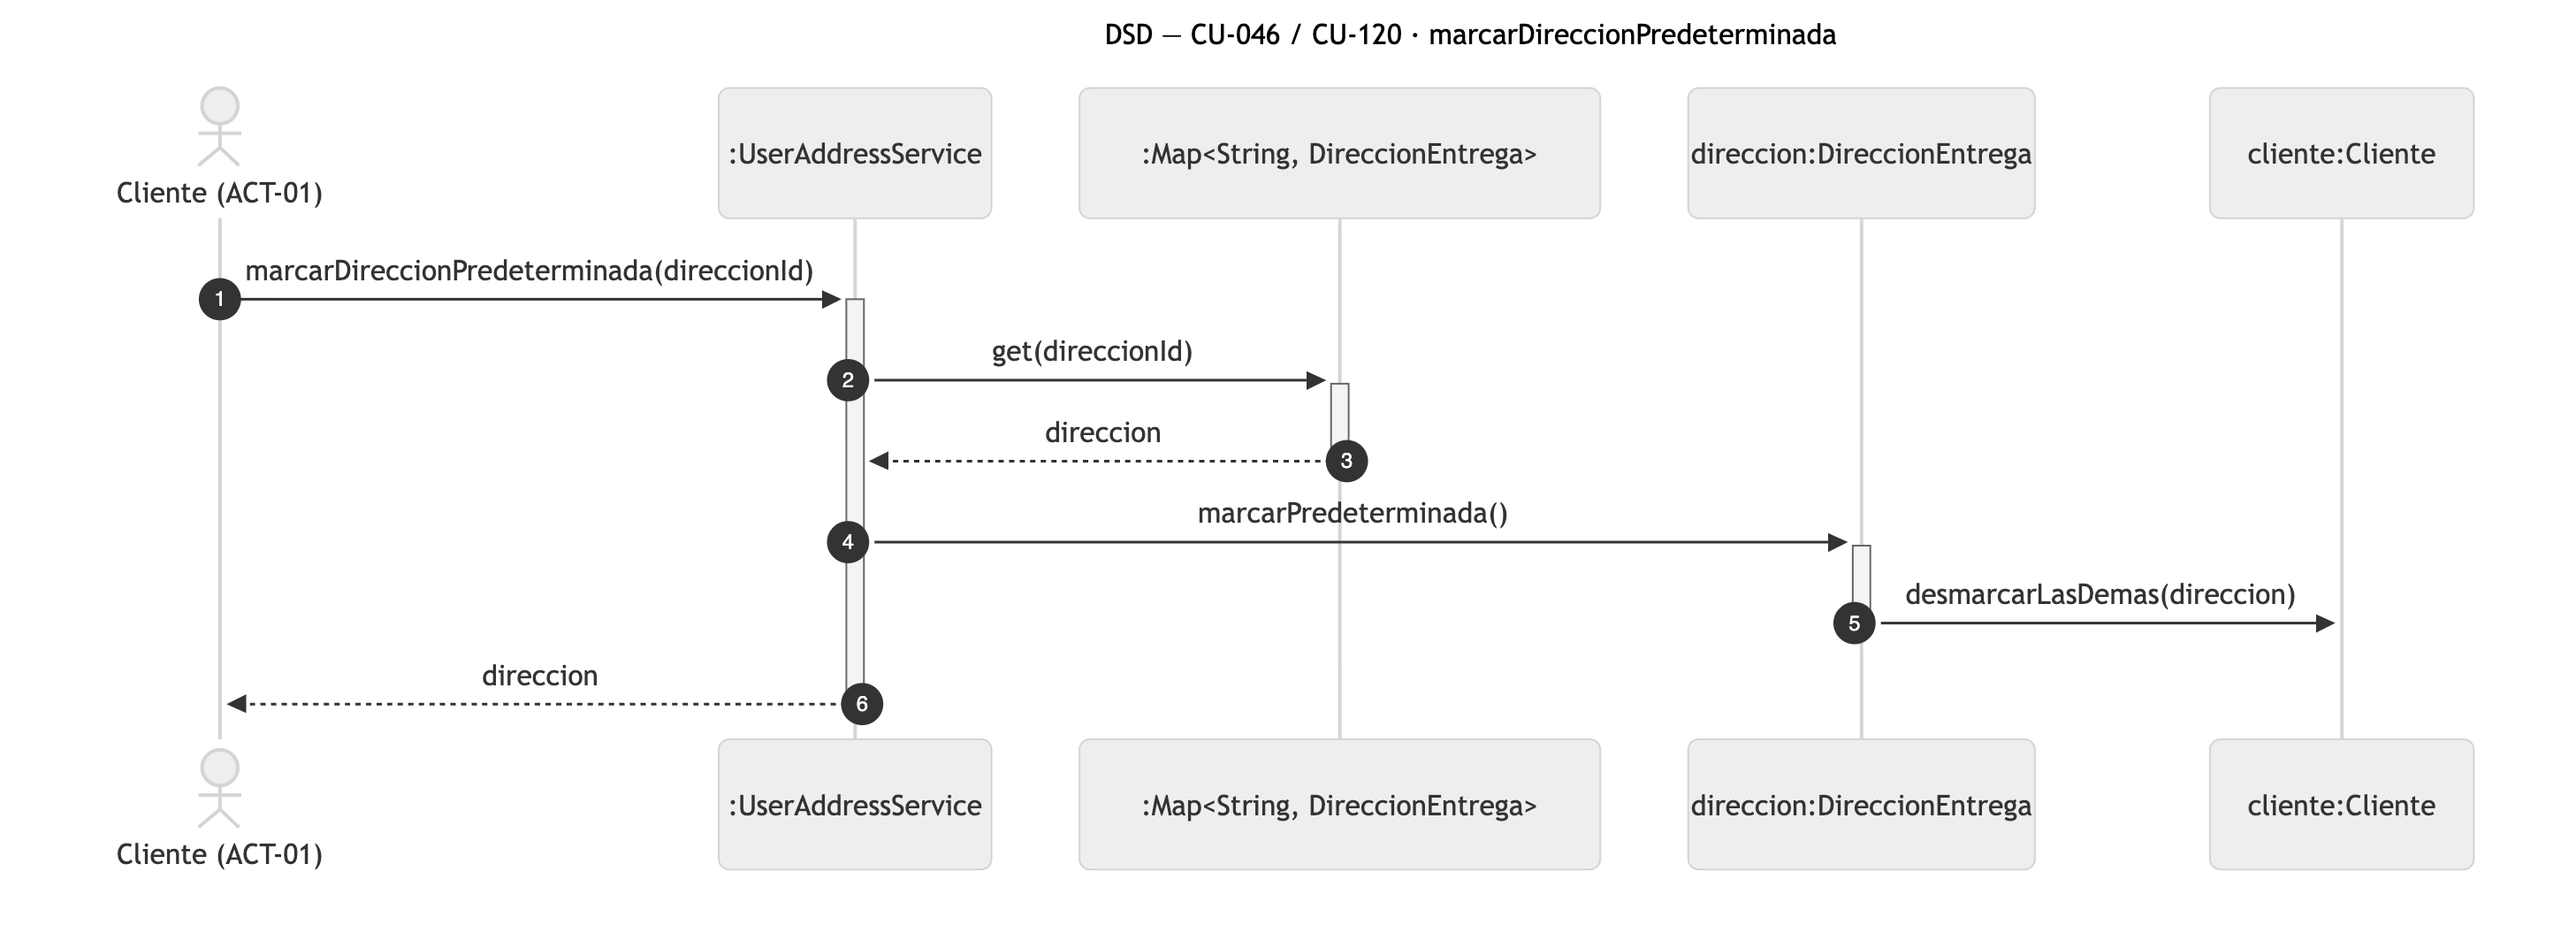 DSD — CU-046 / CU-120 · marcarDireccionPredeterminada
Cliente (ACT-01)
:UserAddressService
:Map<String, DireccionEntrega>
direccion:DireccionEntrega
cliente:Cliente
marcarDireccionPredeterminada(direccionId)
1
get(direccionId)
2
direccion
3
marcarPredeterminada()
4
desmarcarLasDemas(direccion)
5
direccion
6
Cliente (ACT-01)
:UserAddressService
:Map<String, DireccionEntrega>
direccion:DireccionEntrega
cliente:Cliente